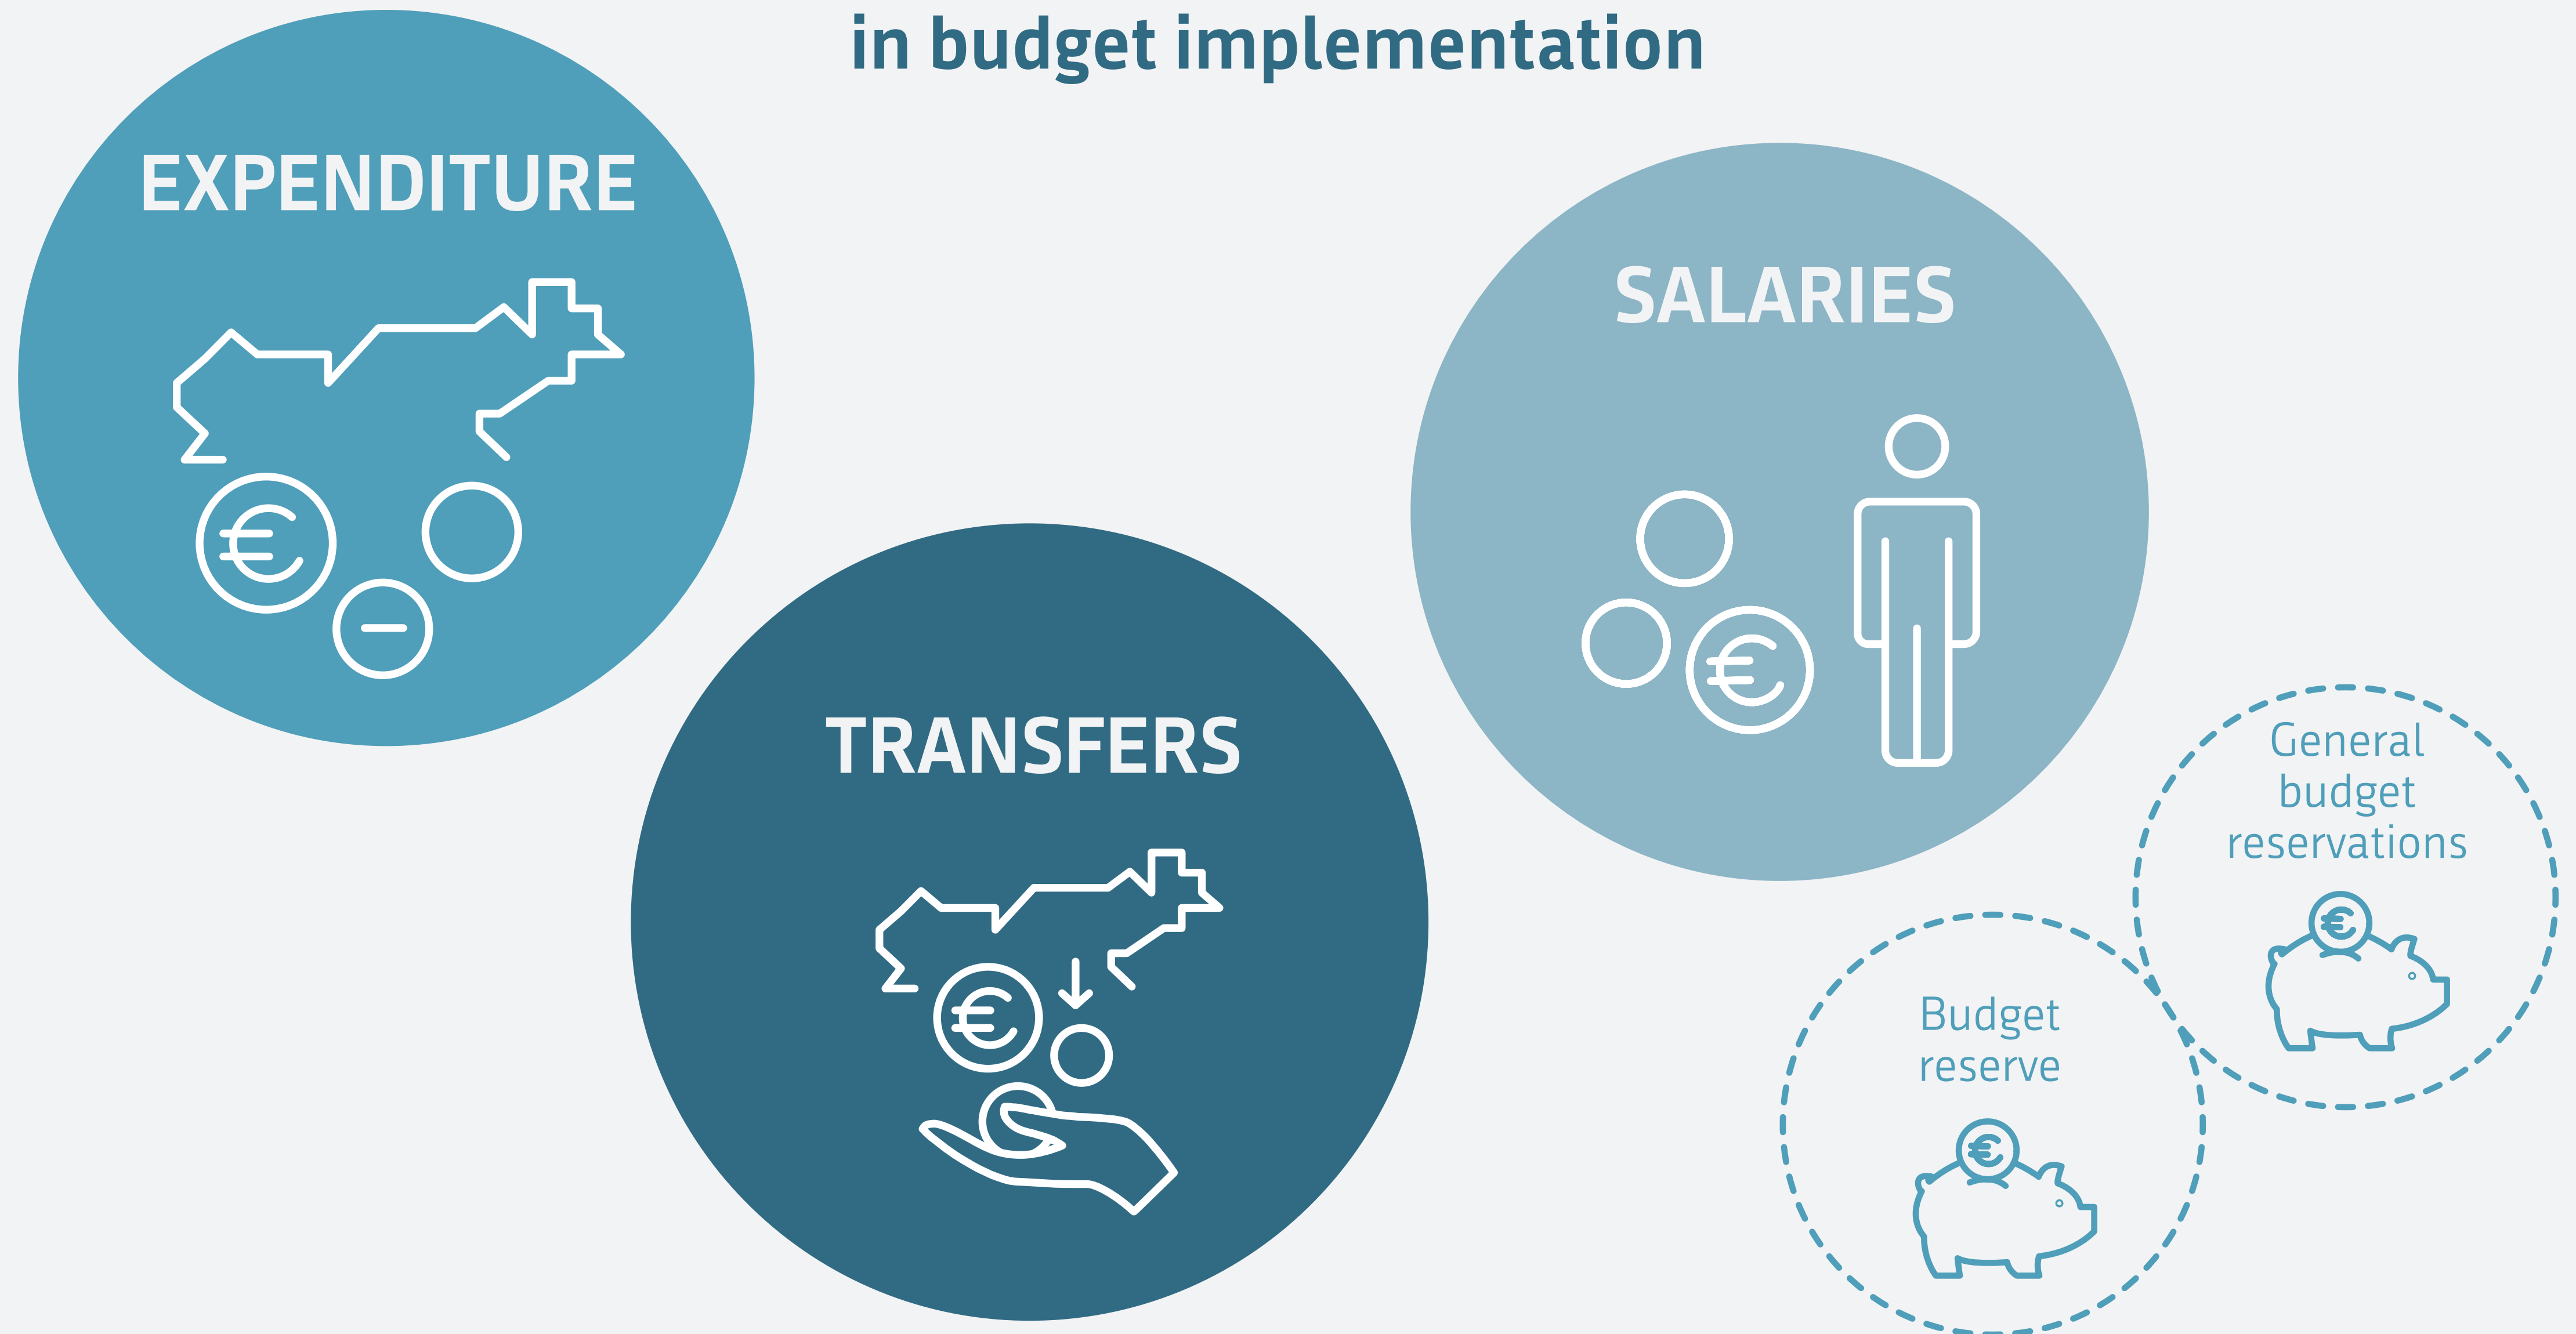 in budget implementation
EXPENDITURE
€
TRANSFERS
€
SALARIES
€
General
budget
reservations
€
Budget
reserve
€